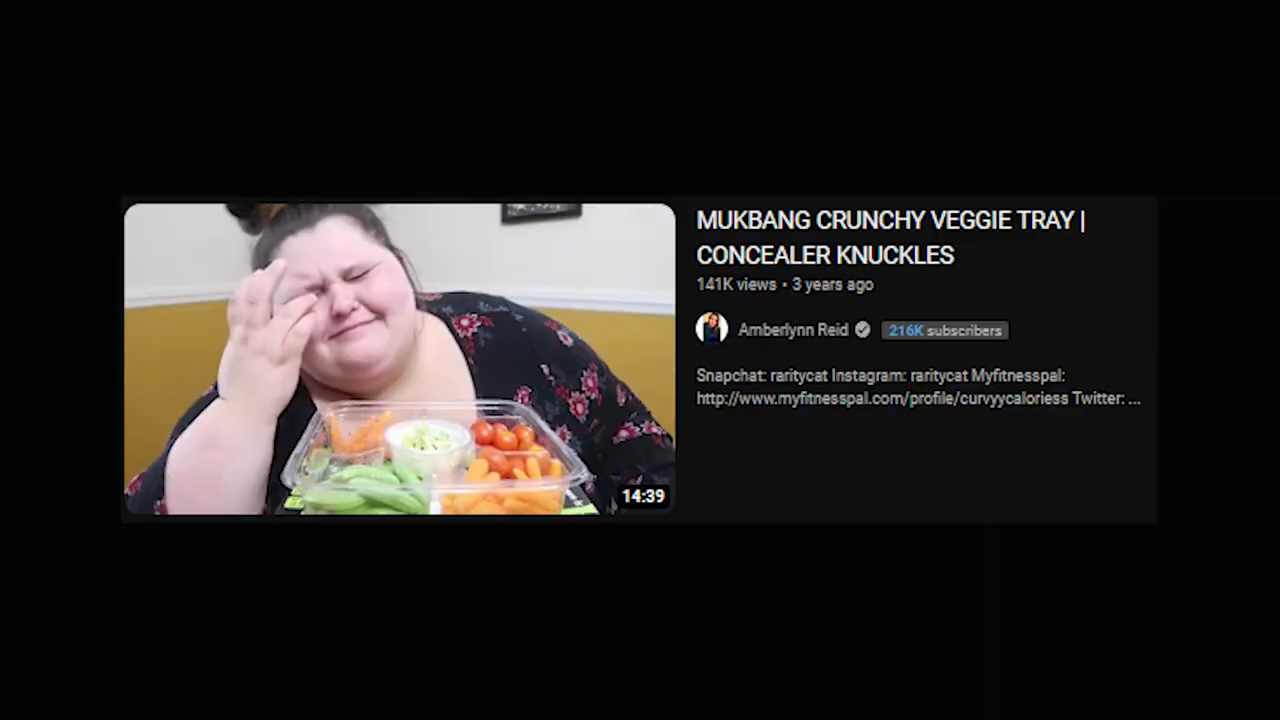 MUKBANG CRUNCHY VEGGIE TRAY |
CONCEALER KNUCKLES
141K views • 3 years ago
Amberlynn Reid 216K subscribers
Snapchat: raritycat Instagram: raritycat Myfitnesspal:
http://www.myfitnesspal.com/profile/curvyycaloriess Twitter: ...
14:39